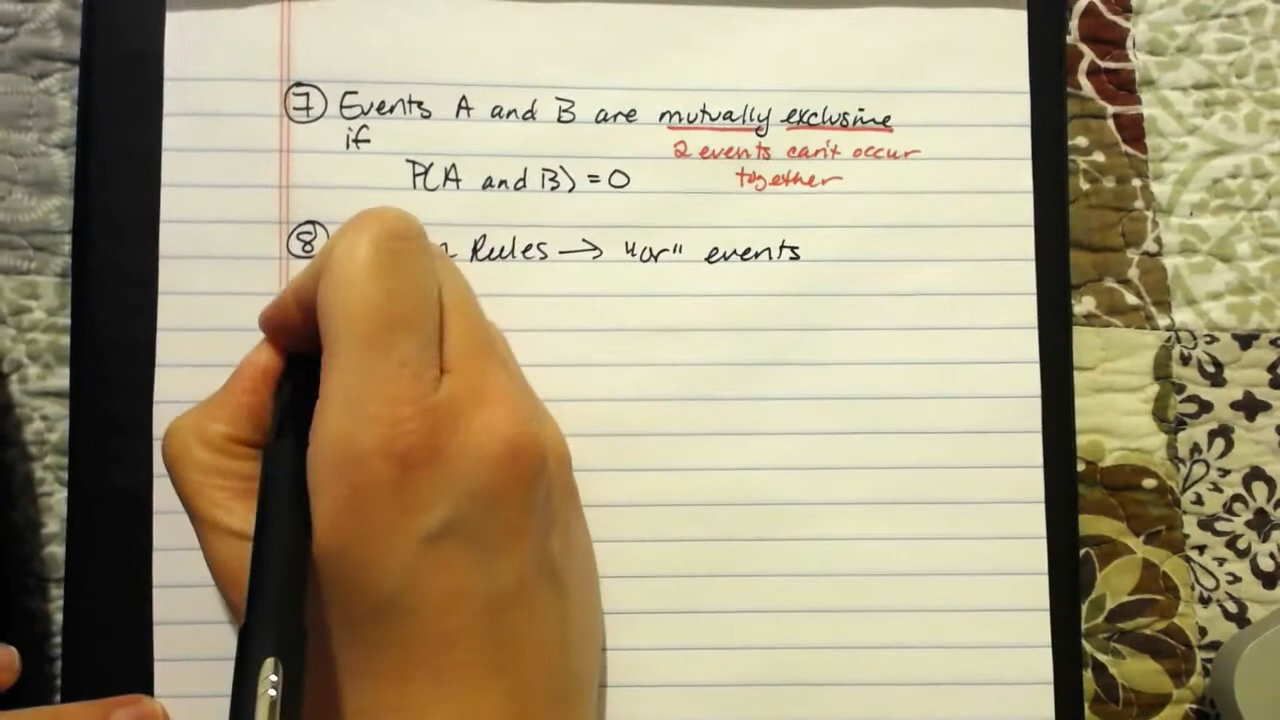 7 Events A and B are mutually exclusive
if
2 events can't occur
together
P(A and B) = 0
8 Rules → "or" events